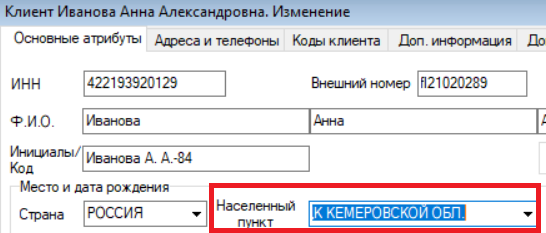 Клиент Иванова Анна Александровна. Изменение
Основные атрибуты Адреса и телефоны Коды клиента Доп. информация До
ИНН 422193920129 Внешний номер fl21020289
Ф.И.О. Иванова Анна А
Инициалы/ Код Иванова А. А.-84
Место и дата рождения
Страна РОССИЯ Населенный пункт К КЕМЕРОВСКОЙ ОБЛ.